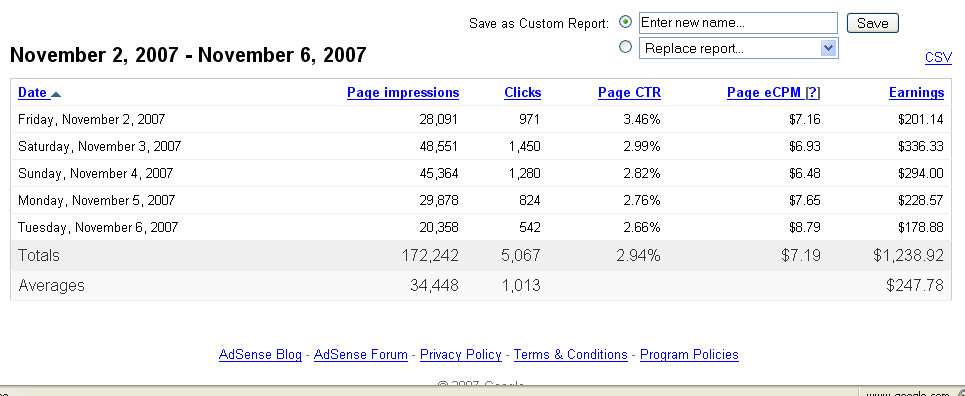 Save as Custom Report: Enter new name... Save
Replace report...
November 2, 2007 - November 6, 2007
CSV
Date Page impressions Clicks Page CTR Page eCPM [?] Earnings
Friday, November 2, 2007 28,091 971 3.46% $7.16 $201.14
Saturday, November 3, 2007 48,551 1,450 2.99% $6.93 $336.33
Sunday, November 4, 2007 45,364 1,280 2.82% $6.48 $294.00
Monday, November 5, 2007 29,878 824 2.76% $7.65 $228.57
Tuesday, November 6, 2007 20,358 542 2.66% $8.79 $178.88
Totals 172,242 5,067 2.94% $7.19 $1,238.92
Averages 34,448 1,013 $247.78
AdSense Blog - AdSense Forum - Privacy Policy - Terms & Conditions - Program Policies
© 2007 Google
www.google.com